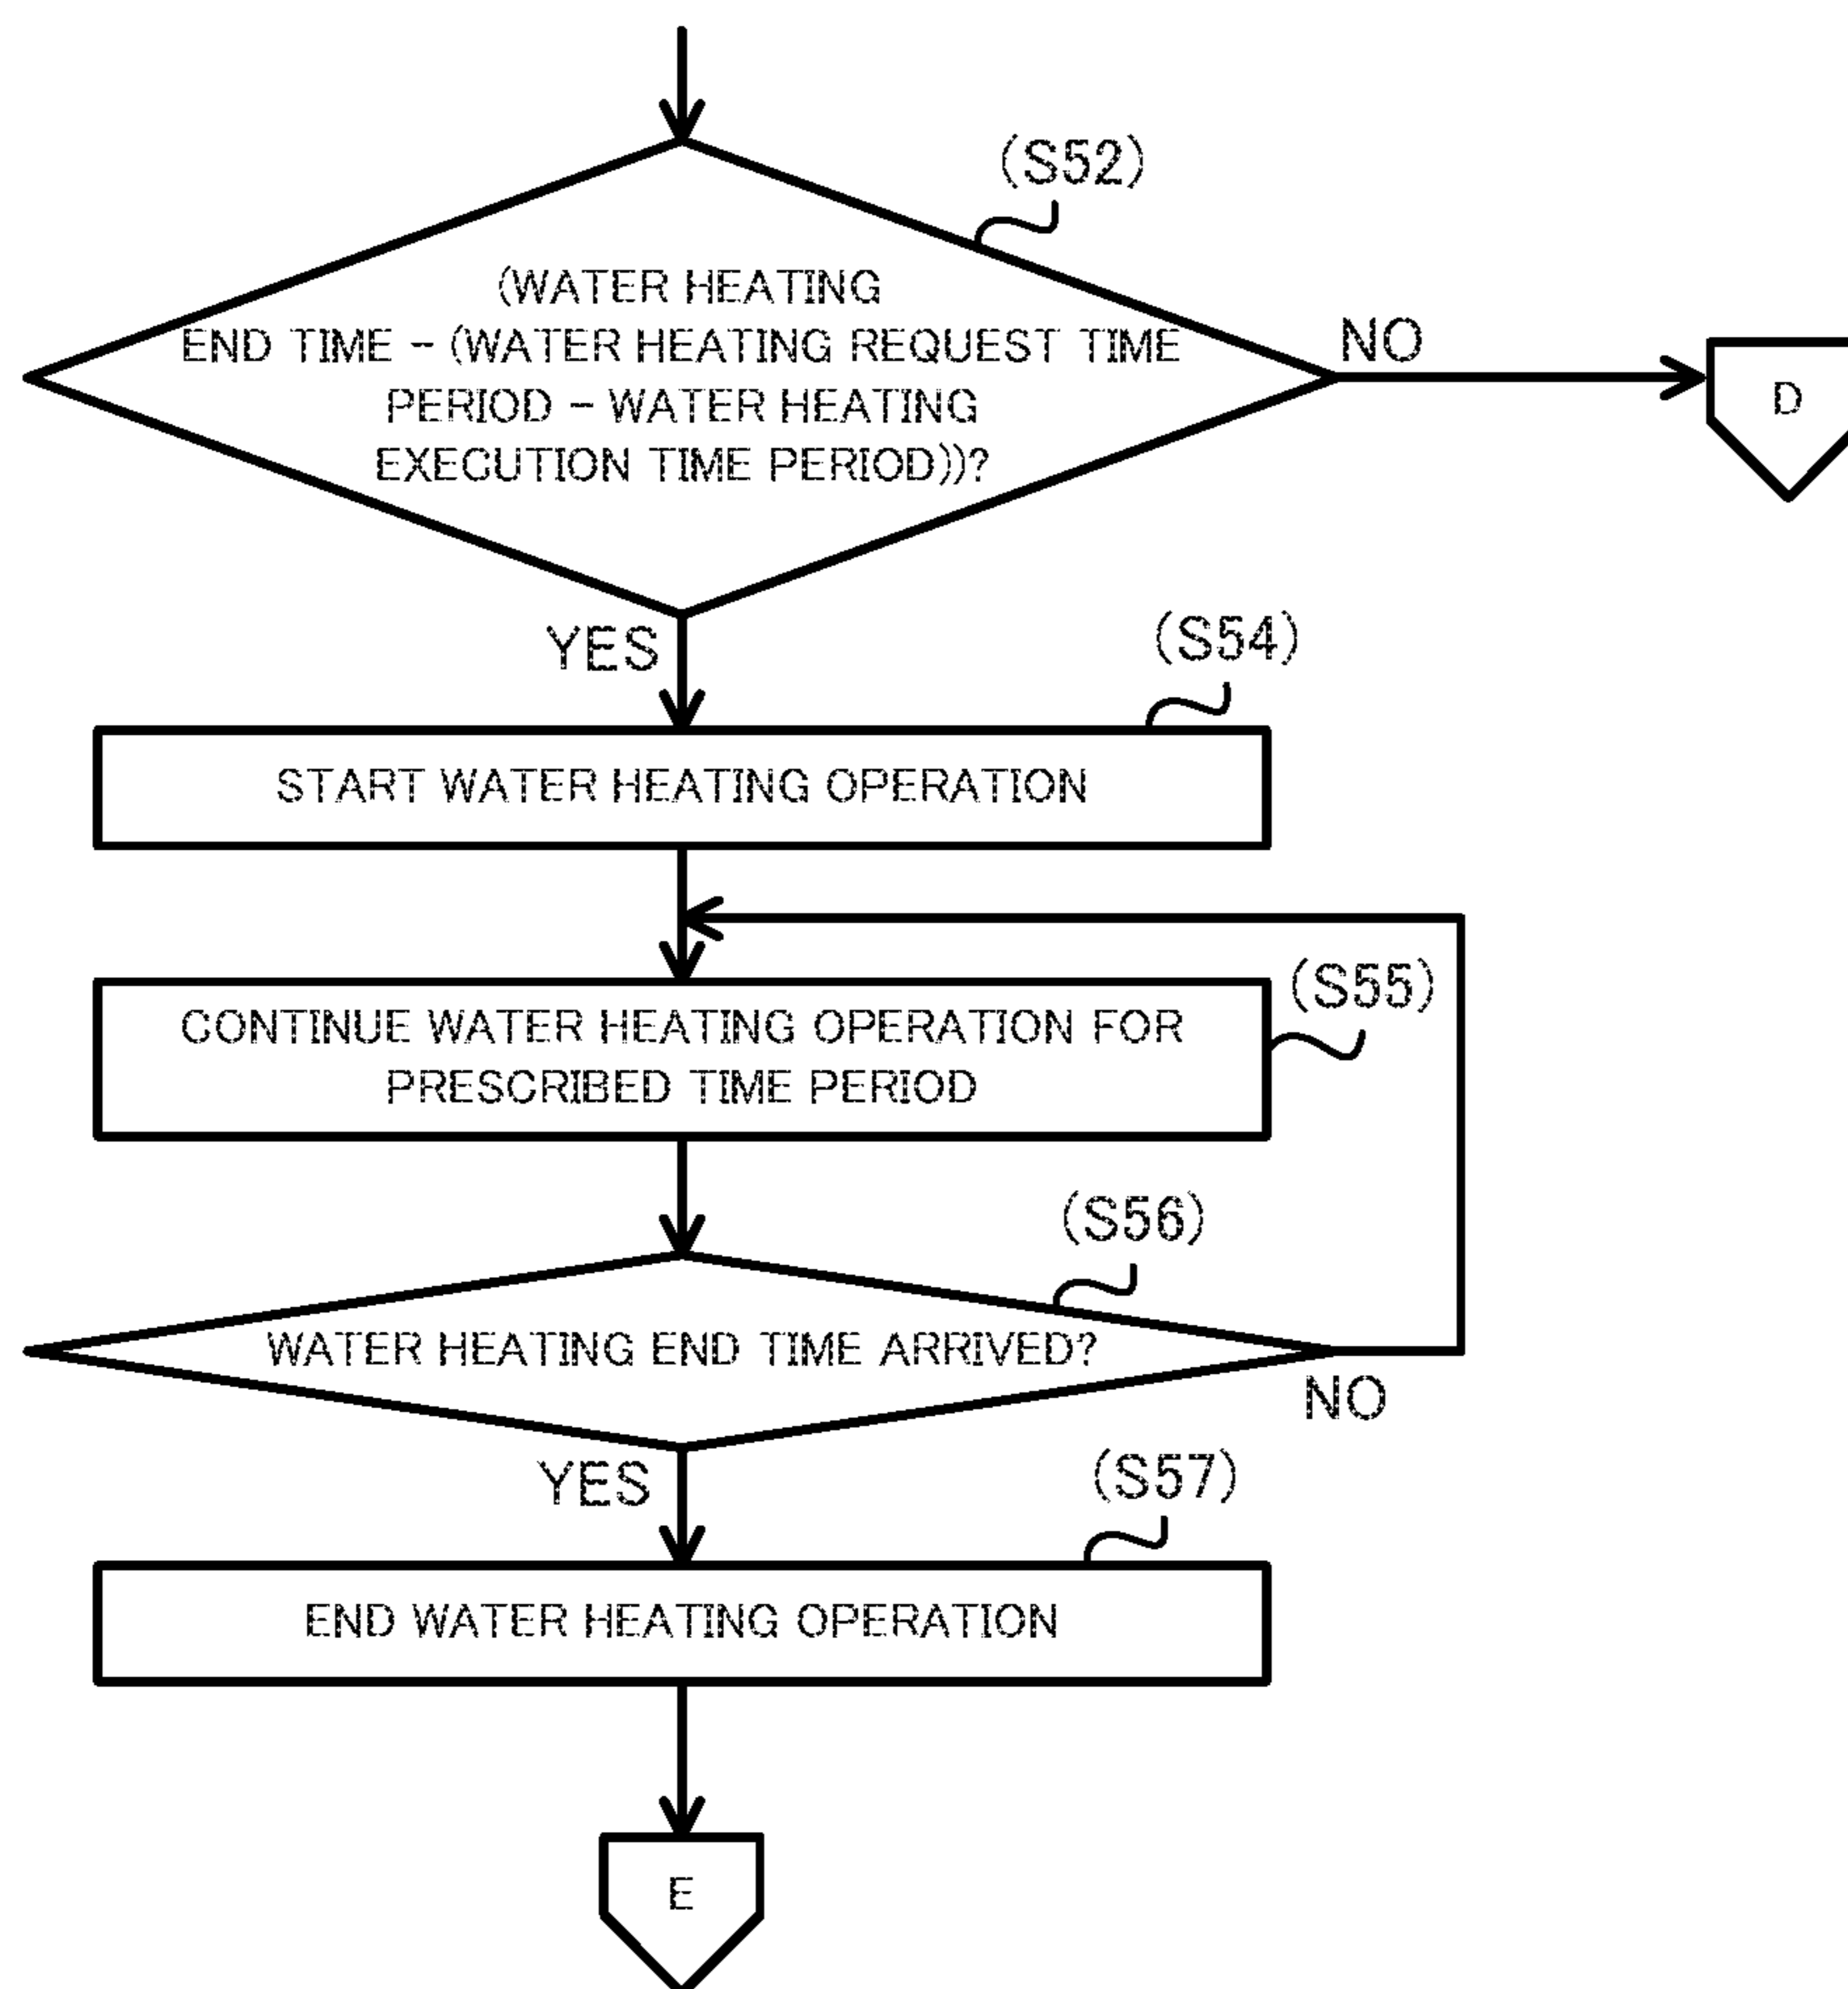 (S52)
(WATER HEATING
END TIME - (WATER HEATING REQUEST TIME
PERIOD - WATER HEATING
EXECUTION TIME PERIOD))?
NO
D
YES
(S54)
START WATER HEATING OPERATION
(S55)
CONTINUE WATER HEATING OPERATION FOR
PRESCRIBED TIME PERIOD
(S56)
WATER HEATING END TIME ARRIVED?
NO
YES
(S57)
END WATER HEATING OPERATION
E